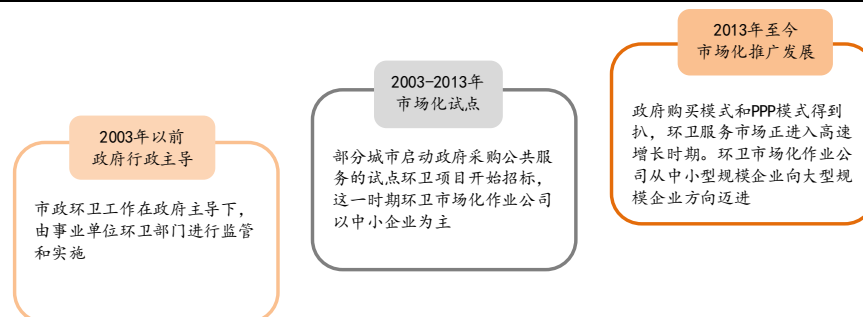 2003年以前
政府行政主导
市政环卫工作在政府主导下，
由事业单位环卫部门进行监管
和实施
2003-2013年
市场化试点
部分城市启动政府采购公共服
务的试点环卫项目开始招标，
这一时期环卫市场化作业公司
以中小企业为主
2013年至今
市场化推广发展
政府购买模式和PPP模式得到
扒，环卫服务市场正进入高速
增长时期。环卫市场化作业公
司从中小型规模企业向大型规
模企业方向迈进